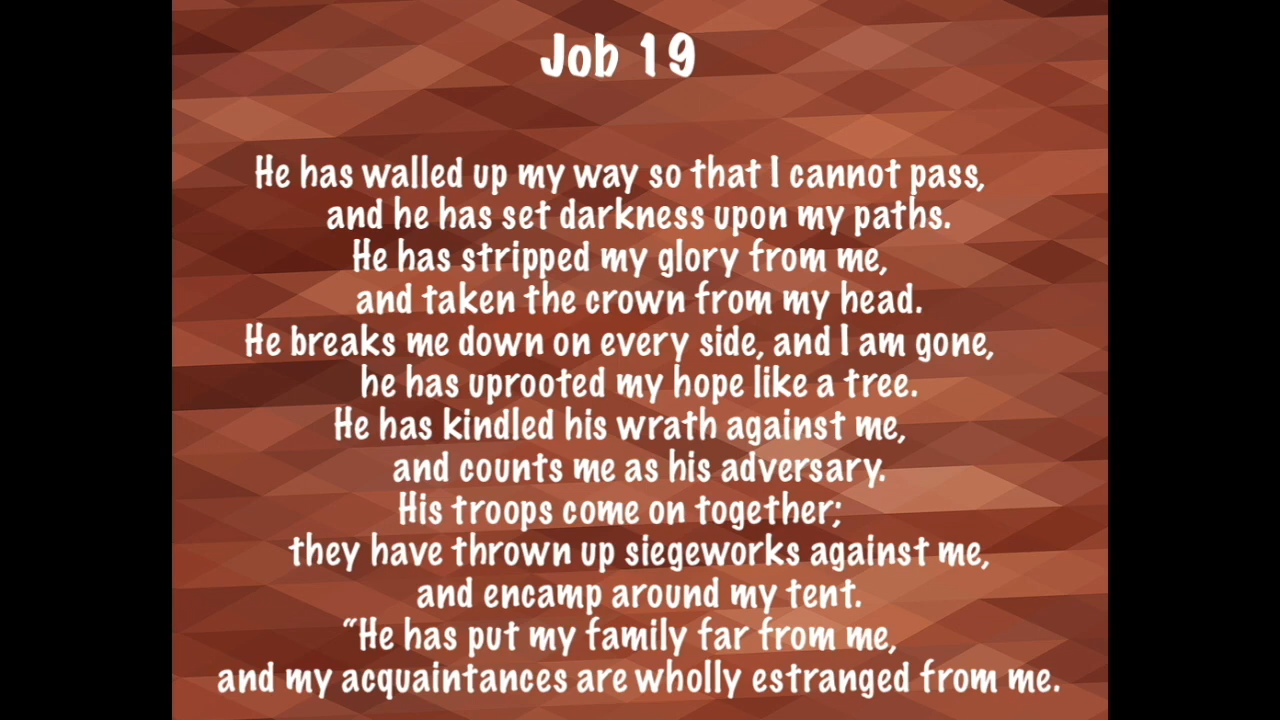 Job 19
He has walled up my way so that I cannot pass,
and he has set darkness upon my paths.
He has stripped my glory from me,
and taken the crown from my head.
He breaks me down on every side, and I am gone,
he has uprooted my hope like a tree.
He has kindled his wrath against me,
and counts me as his adversary.
His troops come on together;
they have thrown up siegeworks against me,
and encamp around my tent.
“He has put my family far from me,
and my acquaintances are wholly estranged from me.